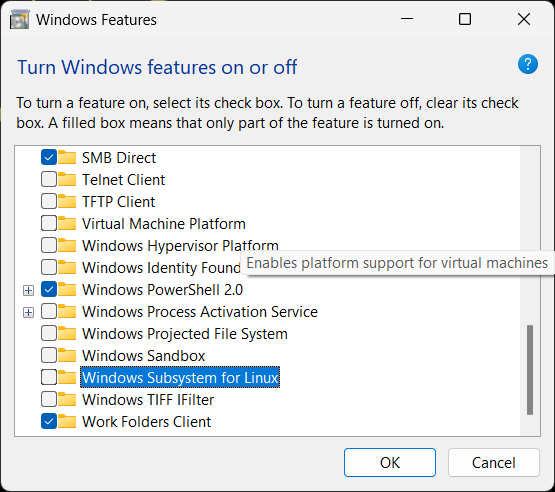 Windows Features
Turn Windows features on or off
?
To turn a feature on, select its check box. To turn a feature off, clear its check
box. A filled box means that only part of the feature is turned on.
SMB Direct
Telnet Client
TFTP Client
Virtual Machine Platform
Windows Hypervisor Platform
Windows Identity Found
Enables platform support for virtual machines
Windows PowerShell 2.0
Windows Process Activation Service
Windows Projected File System
Windows Sandbox
Windows Subsystem for Linux
Windows TIFF IFilter
Work Folders Client
OK
Cancel